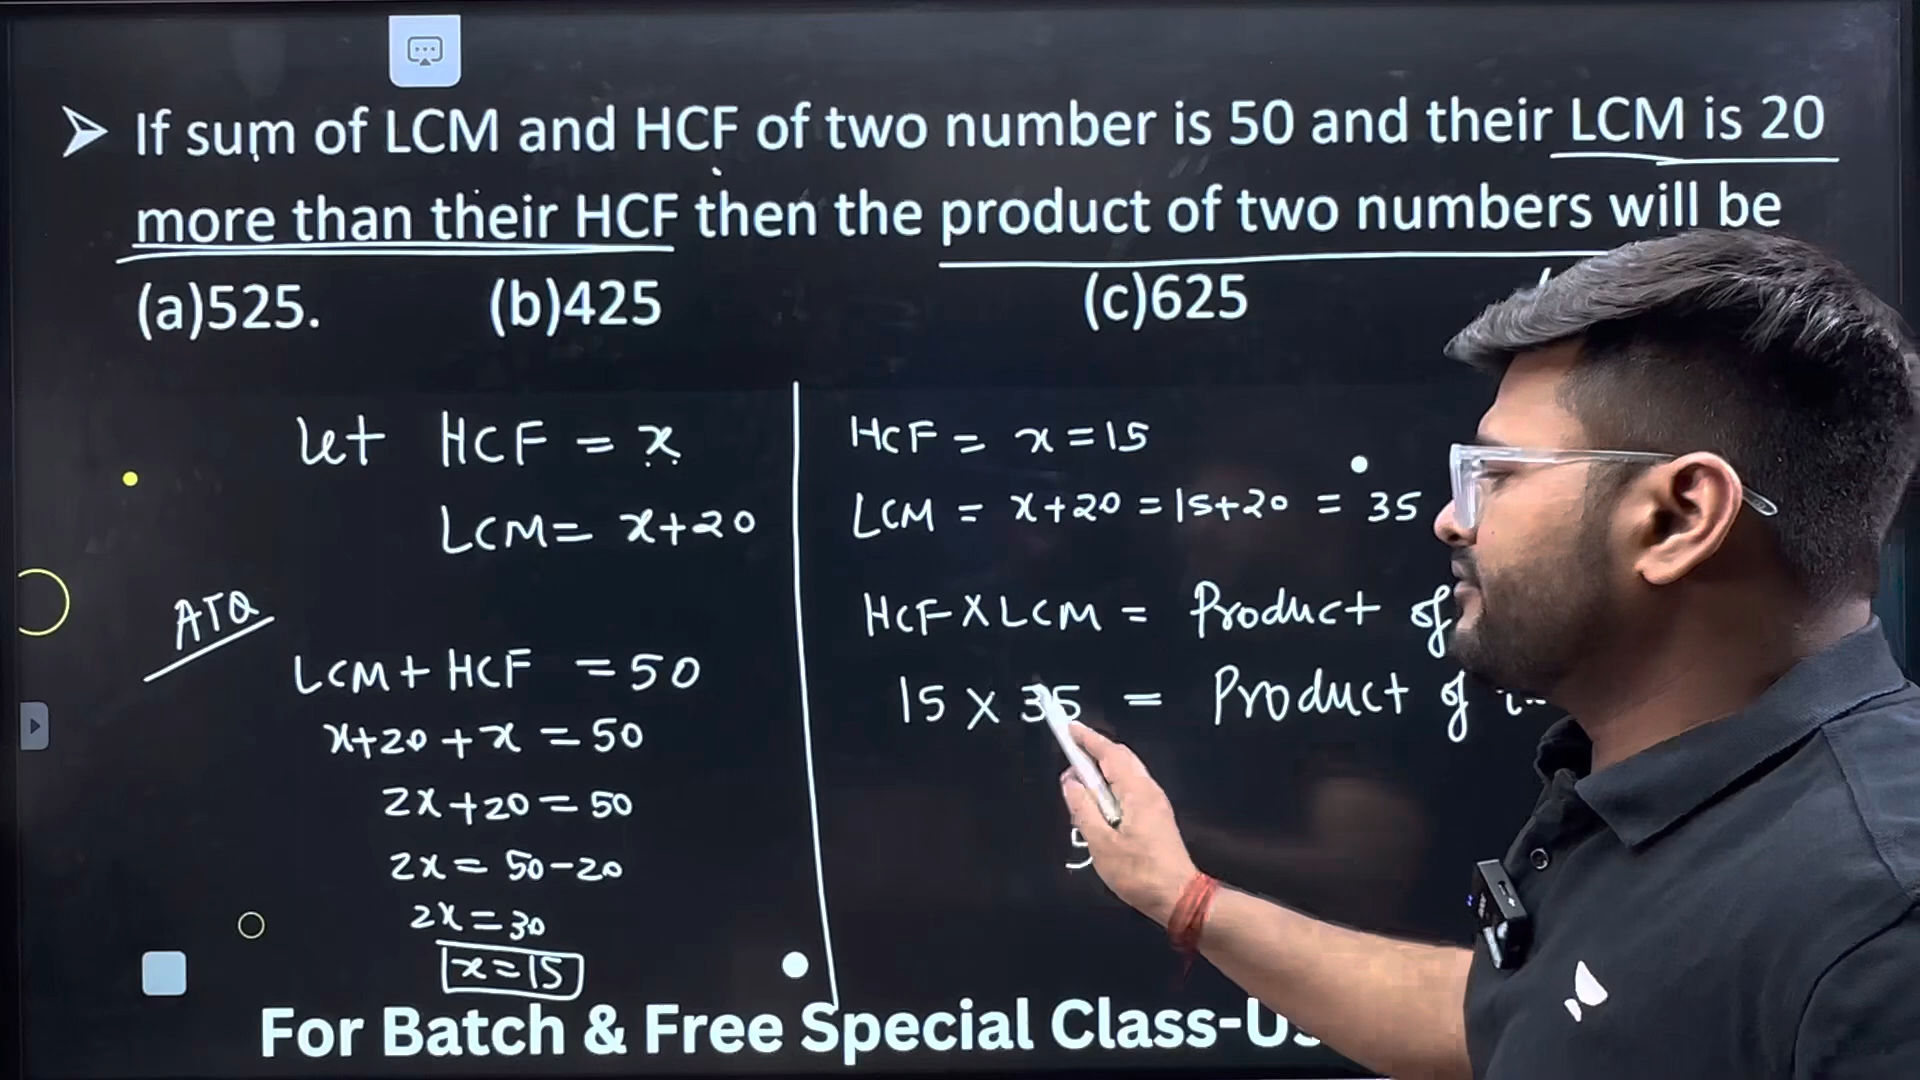 ➤ If sum of LCM and HCF of two number is 50 and their LCM is 20
more than their HCF then the product of two numbers will be
(a)525. (b)425 (c)625 (
Let HCF = x
LCM = x+20
ATQ
LCM + HCF = 50
x+20+x = 50
2x+20 = 50
2x = 50-20
2x = 30
x = 15
HCF = x = 15
LCM = x+20 = 15+20 = 35
HCF X LCM = Product of
15 X 35 = Product of
5
For Batch & Free Special Class-Us